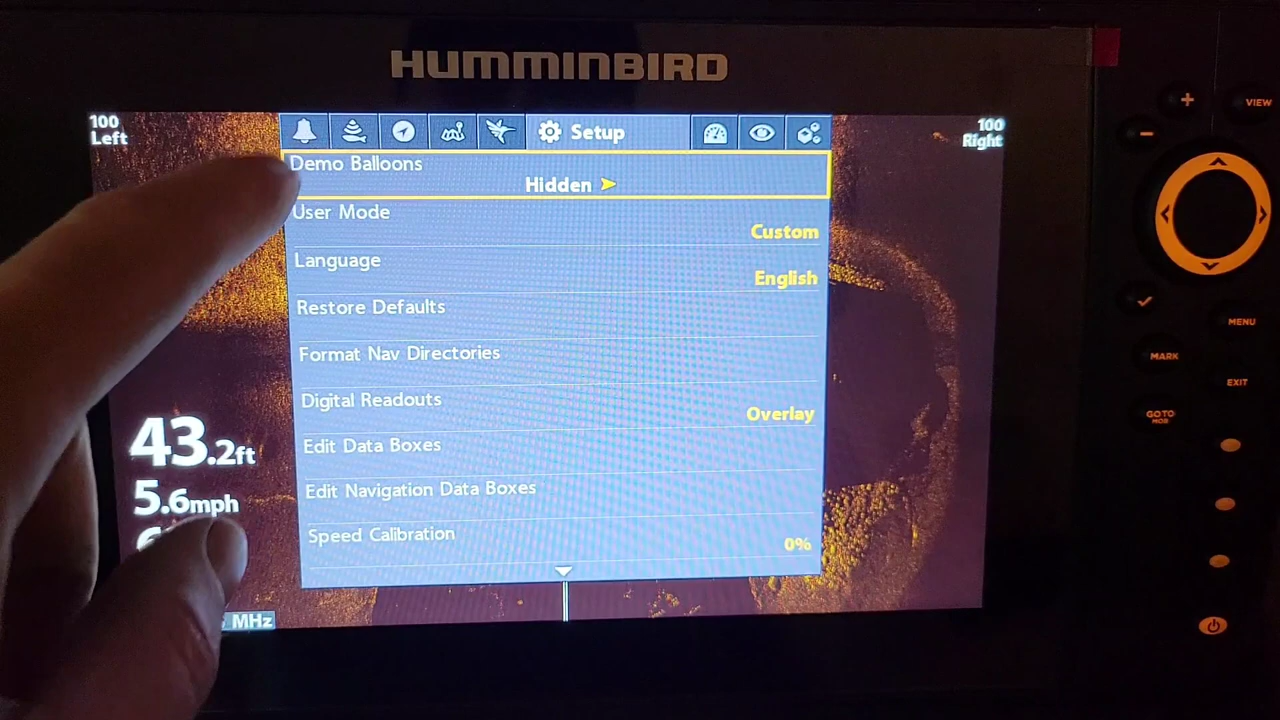 HUMMINBIRD
100
Left
Setup
100
Right
Demo Balloons
Hidden
User Mode
Custom
Language
English
Restore Defaults
Format Nav Directories
Digital Readouts
Overlay
Edit Data Boxes
Edit Navigation Data Boxes
Speed Calibration
0%
43.2ft
5.6mph
MHz
+
VIEW
-
MENU
MARK
EXIT
GO TO
MOB